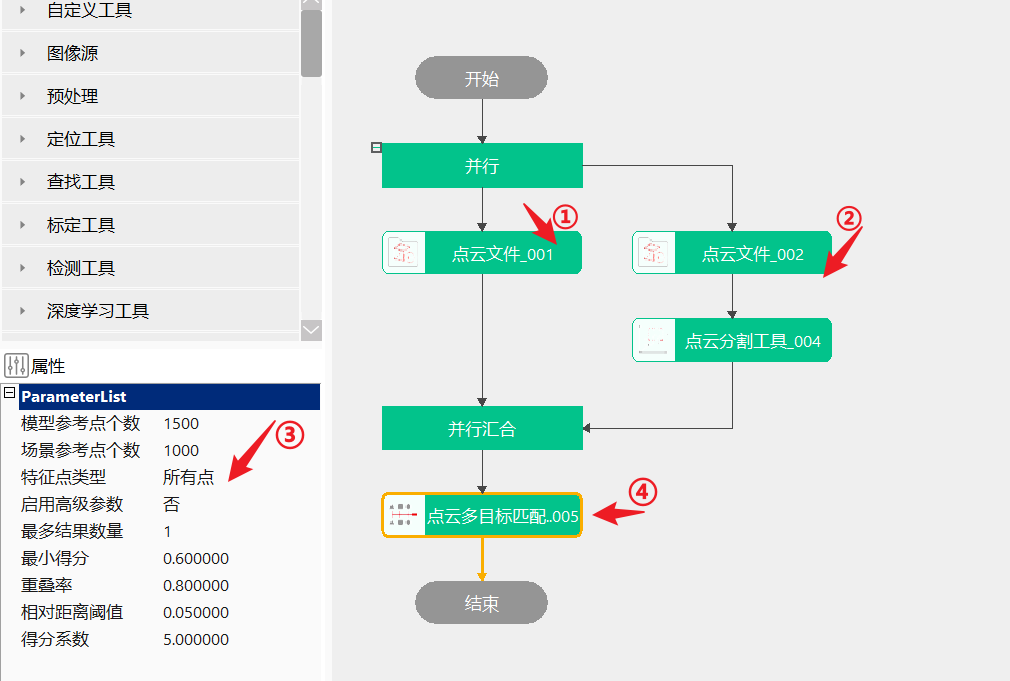 自定义工具
图像源
预处理
定位工具
查找工具
标定工具
检测工具
深度学习工具
属性
ParameterList
模型参考点个数 1500
场景参考点个数 1000
特征点类型 所有点
启用高级参数 否
最多结果数量 1
最小得分 0.600000
重叠率 0.800000
相对距离阈值 0.050000
得分系数 5.000000
③
开始
并行
① ②
点云文件_001 点云文件_002
点云分割工具_004
并行汇合
④
点云多目标匹配..005
结束